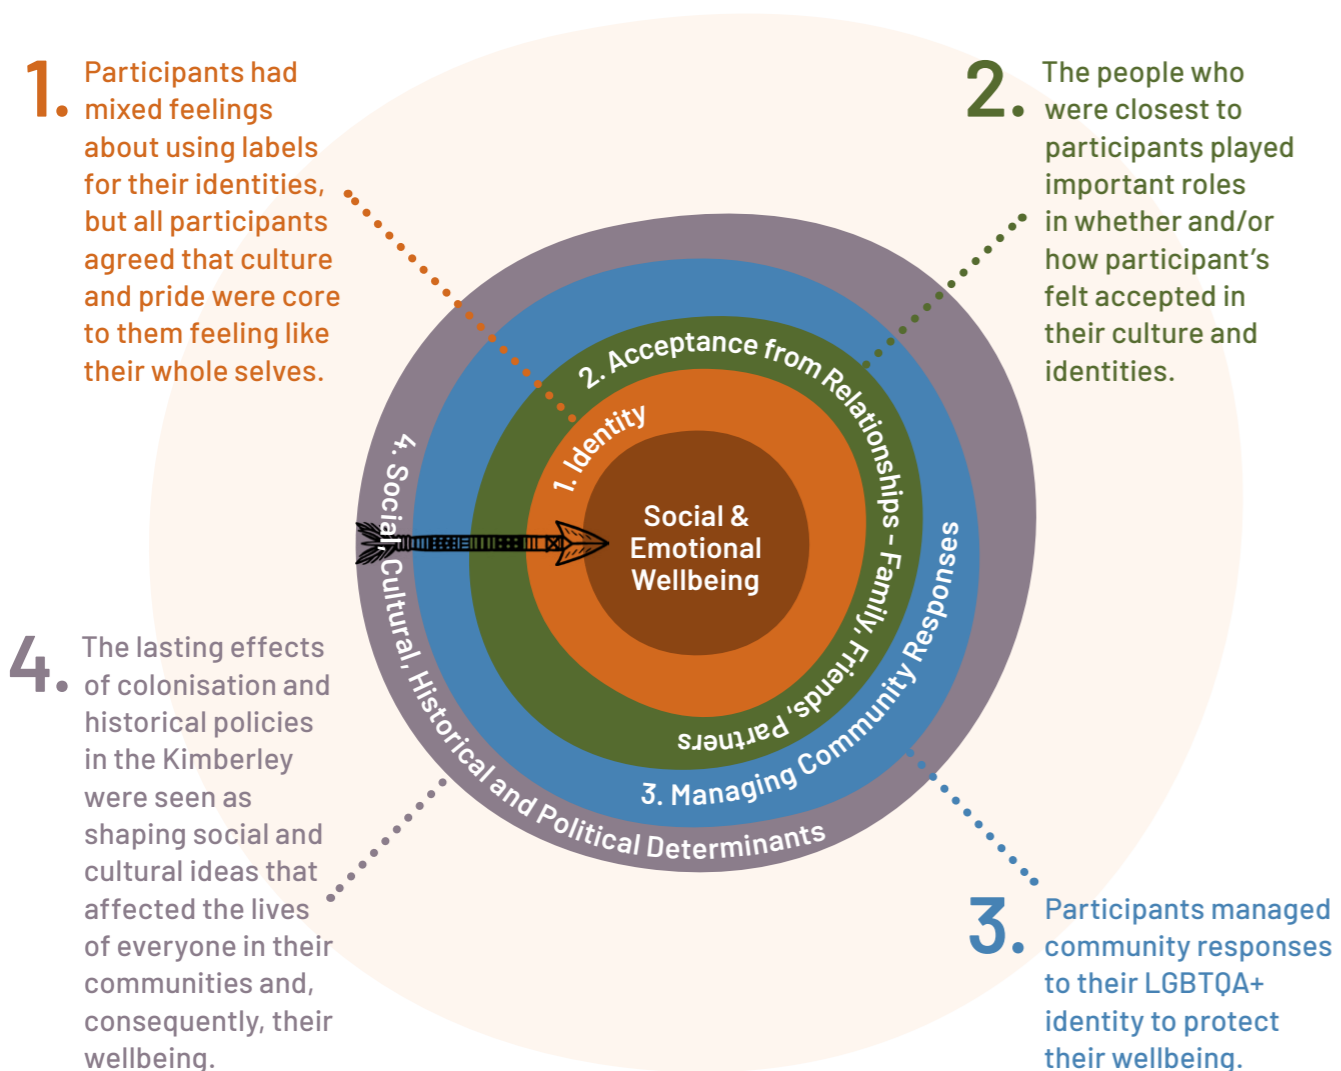 1.
Participants had
mixed feelings
about using labels
for their identities,
but all participants
agreed that culture
and pride were core
to them feeling like
their whole selves.
2.
The people who
were closest to
participants played
important roles
in whether and/or
how participant's
felt accepted in
their culture and
identities.
Social &
Emotional
Wellbeing
1. Identity
2. Acceptance from Relationships – Family, Friends, Partners
3. Managing Community Responses
4. Social, Cultural, Historical and Political Determinants
3.
Participants managed
community responses
to their LGBTQA+
identity to protect
their wellbeing.
4.
The lasting effects
of colonisation and
historical policies
in the Kimberley
were seen as
shaping social and
cultural ideas that
affected the lives
of everyone in their
communities and,
consequently, their
wellbeing.